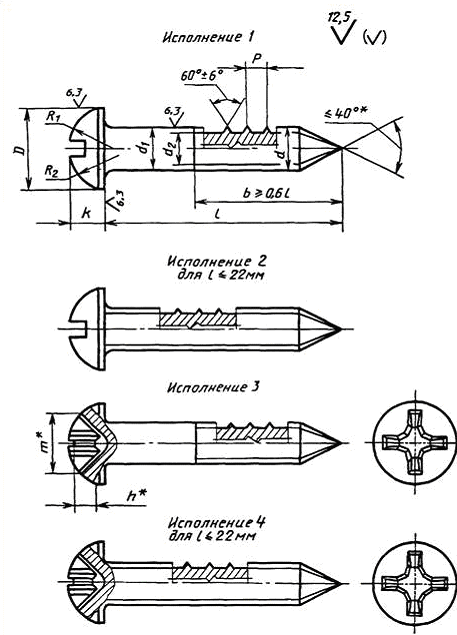 12,5
Исполнение 1
(√)
P
60°±6°
6,3
6,3
≤40°*
R1
R2
D
d1
d2
d
6,3
b ≥ 0,6l
k
l
Исполнение 2
для l ≤ 22мм
Исполнение 3
m*
h*
Исполнение 4
для l ≤ 22мм